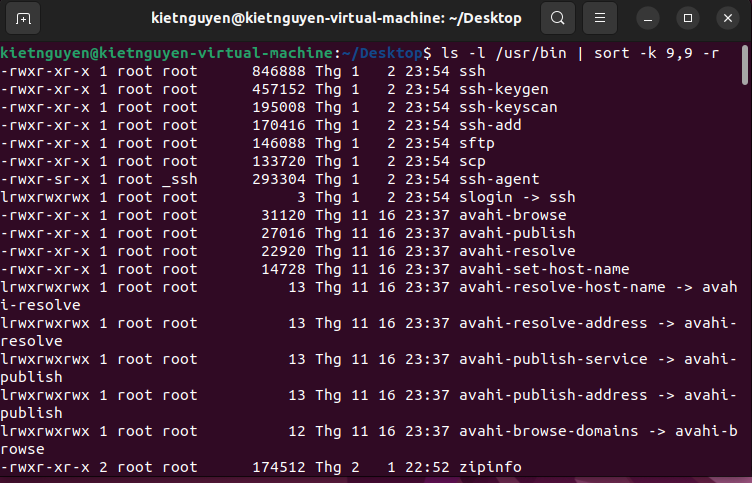 kietnguyen@kietnguyen-virtual-machine: ~/Desktop
kietnguyen@kietnguyen-virtual-machine:~/Desktop$ ls -l /usr/bin | sort -k 9,9 -r
-rwxr-xr-x 1 root root      846888 Thg 1   2 23:54 ssh
-rwxr-xr-x 1 root root      457152 Thg 1   2 23:54 ssh-keygen
-rwxr-xr-x 1 root root      195008 Thg 1   2 23:54 ssh-keyscan
-rwxr-xr-x 1 root root      170416 Thg 1   2 23:54 ssh-add
-rwxr-xr-x 1 root root      146088 Thg 1   2 23:54 sftp
-rwxr-xr-x 1 root root      133720 Thg 1   2 23:54 scp
-rwxr-sr-x 1 root _ssh      293304 Thg 1   2 23:54 ssh-agent
lrwxrwxrwx 1 root root           3 Thg 1   2 23:54 slogin -> ssh
-rwxr-xr-x 1 root root       31120 Thg 11 16 23:37 avahi-browse
-rwxr-xr-x 1 root root       27016 Thg 11 16 23:37 avahi-publish
-rwxr-xr-x 1 root root       22920 Thg 11 16 23:37 avahi-resolve
-rwxr-xr-x 1 root root       14728 Thg 11 16 23:37 avahi-set-host-name
lrwxrwxrwx 1 root root          13 Thg 11 16 23:37 avahi-resolve-host-name -> avah
i-resolve
lrwxrwxrwx 1 root root          13 Thg 11 16 23:37 avahi-resolve-address -> avahi-
resolve
lrwxrwxrwx 1 root root          13 Thg 11 16 23:37 avahi-publish-service -> avahi-
publish
lrwxrwxrwx 1 root root          13 Thg 11 16 23:37 avahi-publish-address -> avahi-
publish
lrwxrwxrwx 1 root root          12 Thg 11 16 23:37 avahi-browse-domains -> avahi-b
rowse
-rwxr-xr-x 2 root root      174512 Thg 2   1 22:52 zipinfo